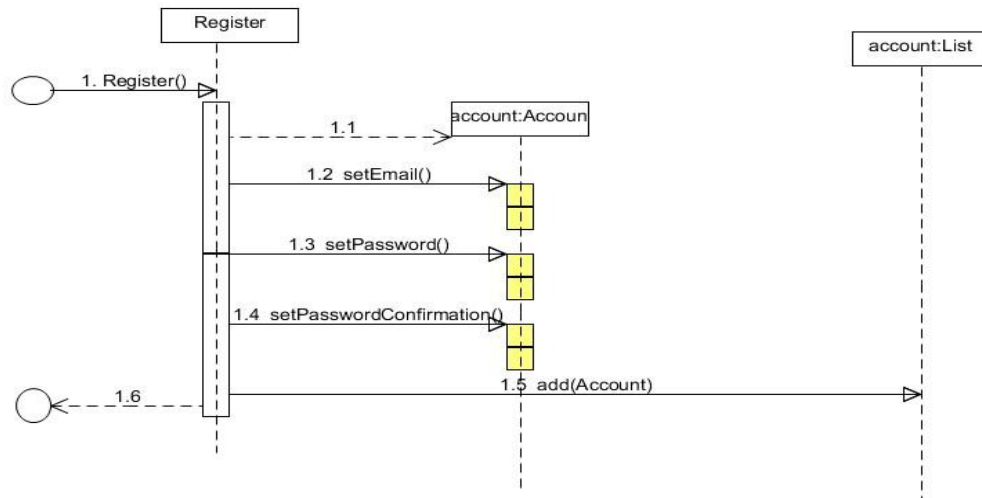 Register
account:List
1. Register()
account:Accoun
1.1
1.2 setEmail()
1.3 setPassword()
1.4 setPasswordConfirmation()
1.5 add(Account)
1.6